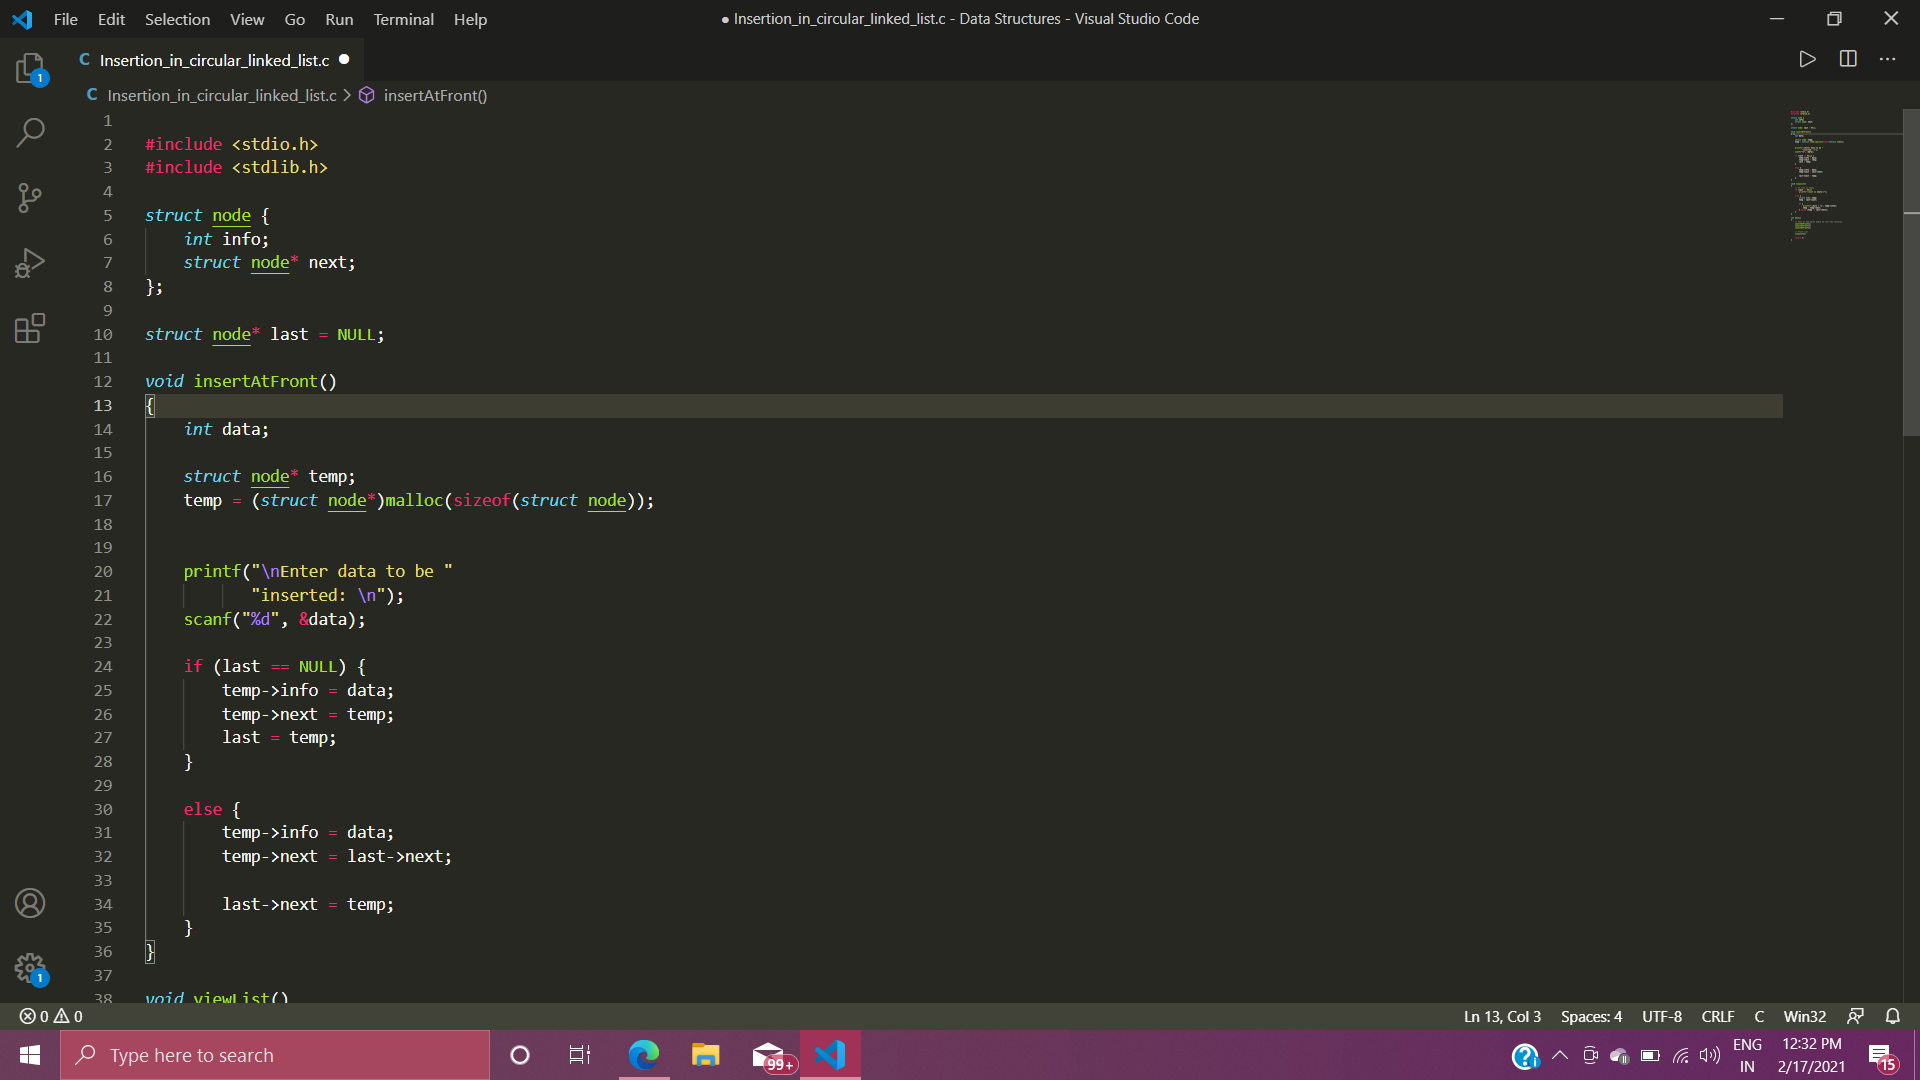 File Edit Selection View Go Run Terminal Help
● Insertion_in_circular_linked_list.c - Data Structures - Visual Studio Code
C Insertion_in_circular_linked_list.c ●
C Insertion_in_circular_linked_list.c > insertAtFront()
1
2 #include <stdio.h>
3 #include <stdlib.h>
4
5 struct node {
6     int info;
7     struct node* next;
8 };
9
10 struct node* last = NULL;
11
12 void insertAtFront()
13 {
14     int data;
15
16     struct node* temp;
17     temp = (struct node*)malloc(sizeof(struct node));
18
19
20     printf("\nEnter data to be "
21            "inserted: \n");
22     scanf("%d", &data);
23
24     if (last == NULL) {
25         temp->info = data;
26         temp->next = temp;
27         last = temp;
28     }
29
30     else {
31         temp->info = data;
32         temp->next = last->next;
33
34         last->next = temp;
35     }
36 }
37
38 void viewList()
1
1
0 0
Ln 13, Col 3 Spaces: 4 UTF-8 CRLF C Win32
Type here to search
99+
ENG
IN
12:32 PM
2/17/2021
15